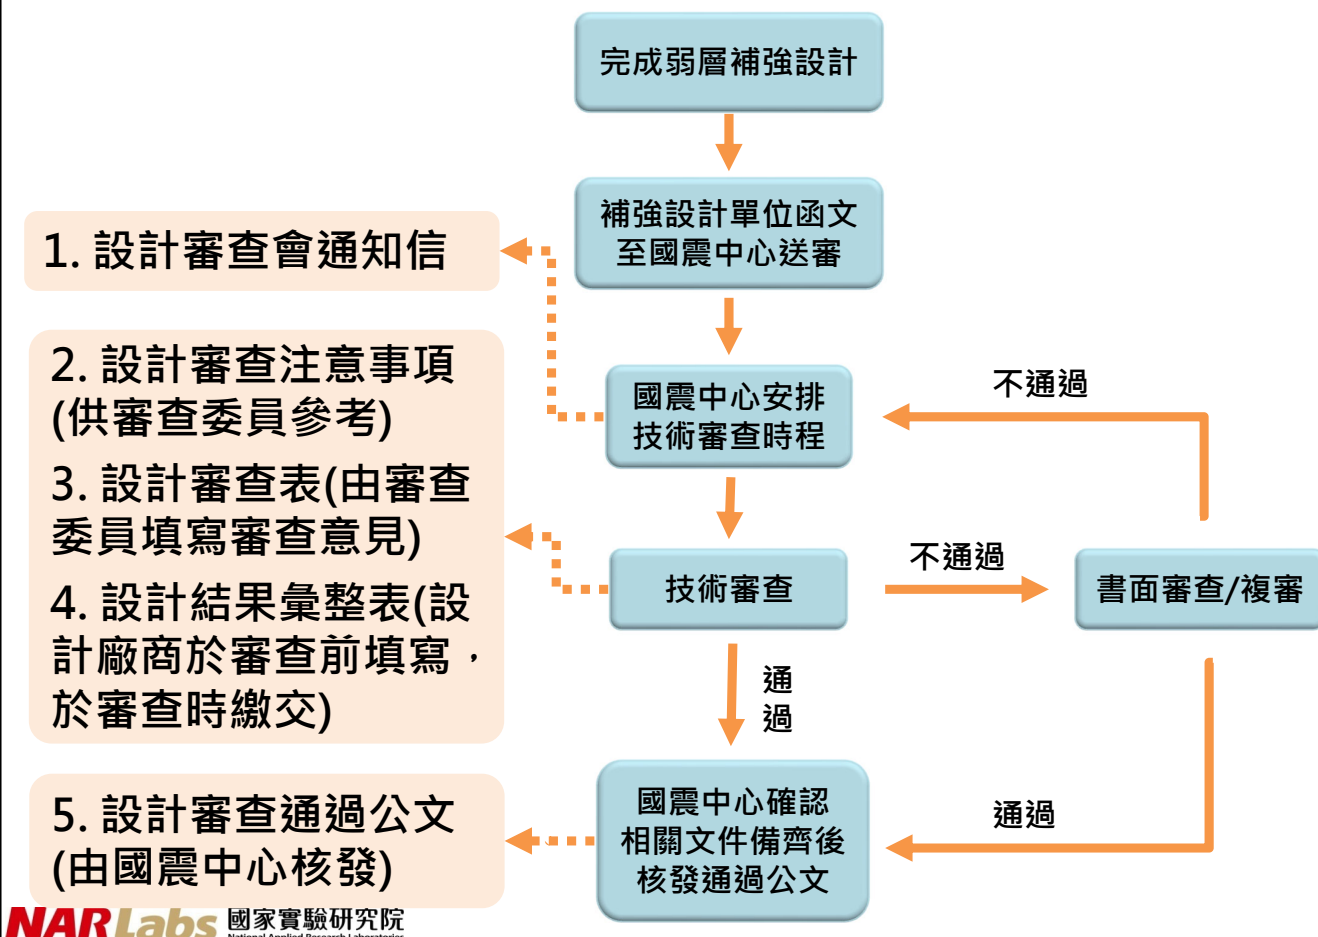 完成弱層補強設計
補強設計單位函文
至國震中心送審
1. 設計審查會通知信
國震中心安排
技術審查時程
不通過
2. 設計審查注意事項
(供審查委員參考)
3. 設計審查表(由審查
委員填寫審查意見)
4. 設計結果彙整表(設
計廠商於審查前填寫，
於審查時繳交)
技術審查
不通過
書面審查/複審
通
過
國震中心確認
相關文件備齊後
核發通過公文
通過
5. 設計審查通過公文
(由國震中心核發)
NARLabs 國家實驗研究院
National Applied Research Laboratories